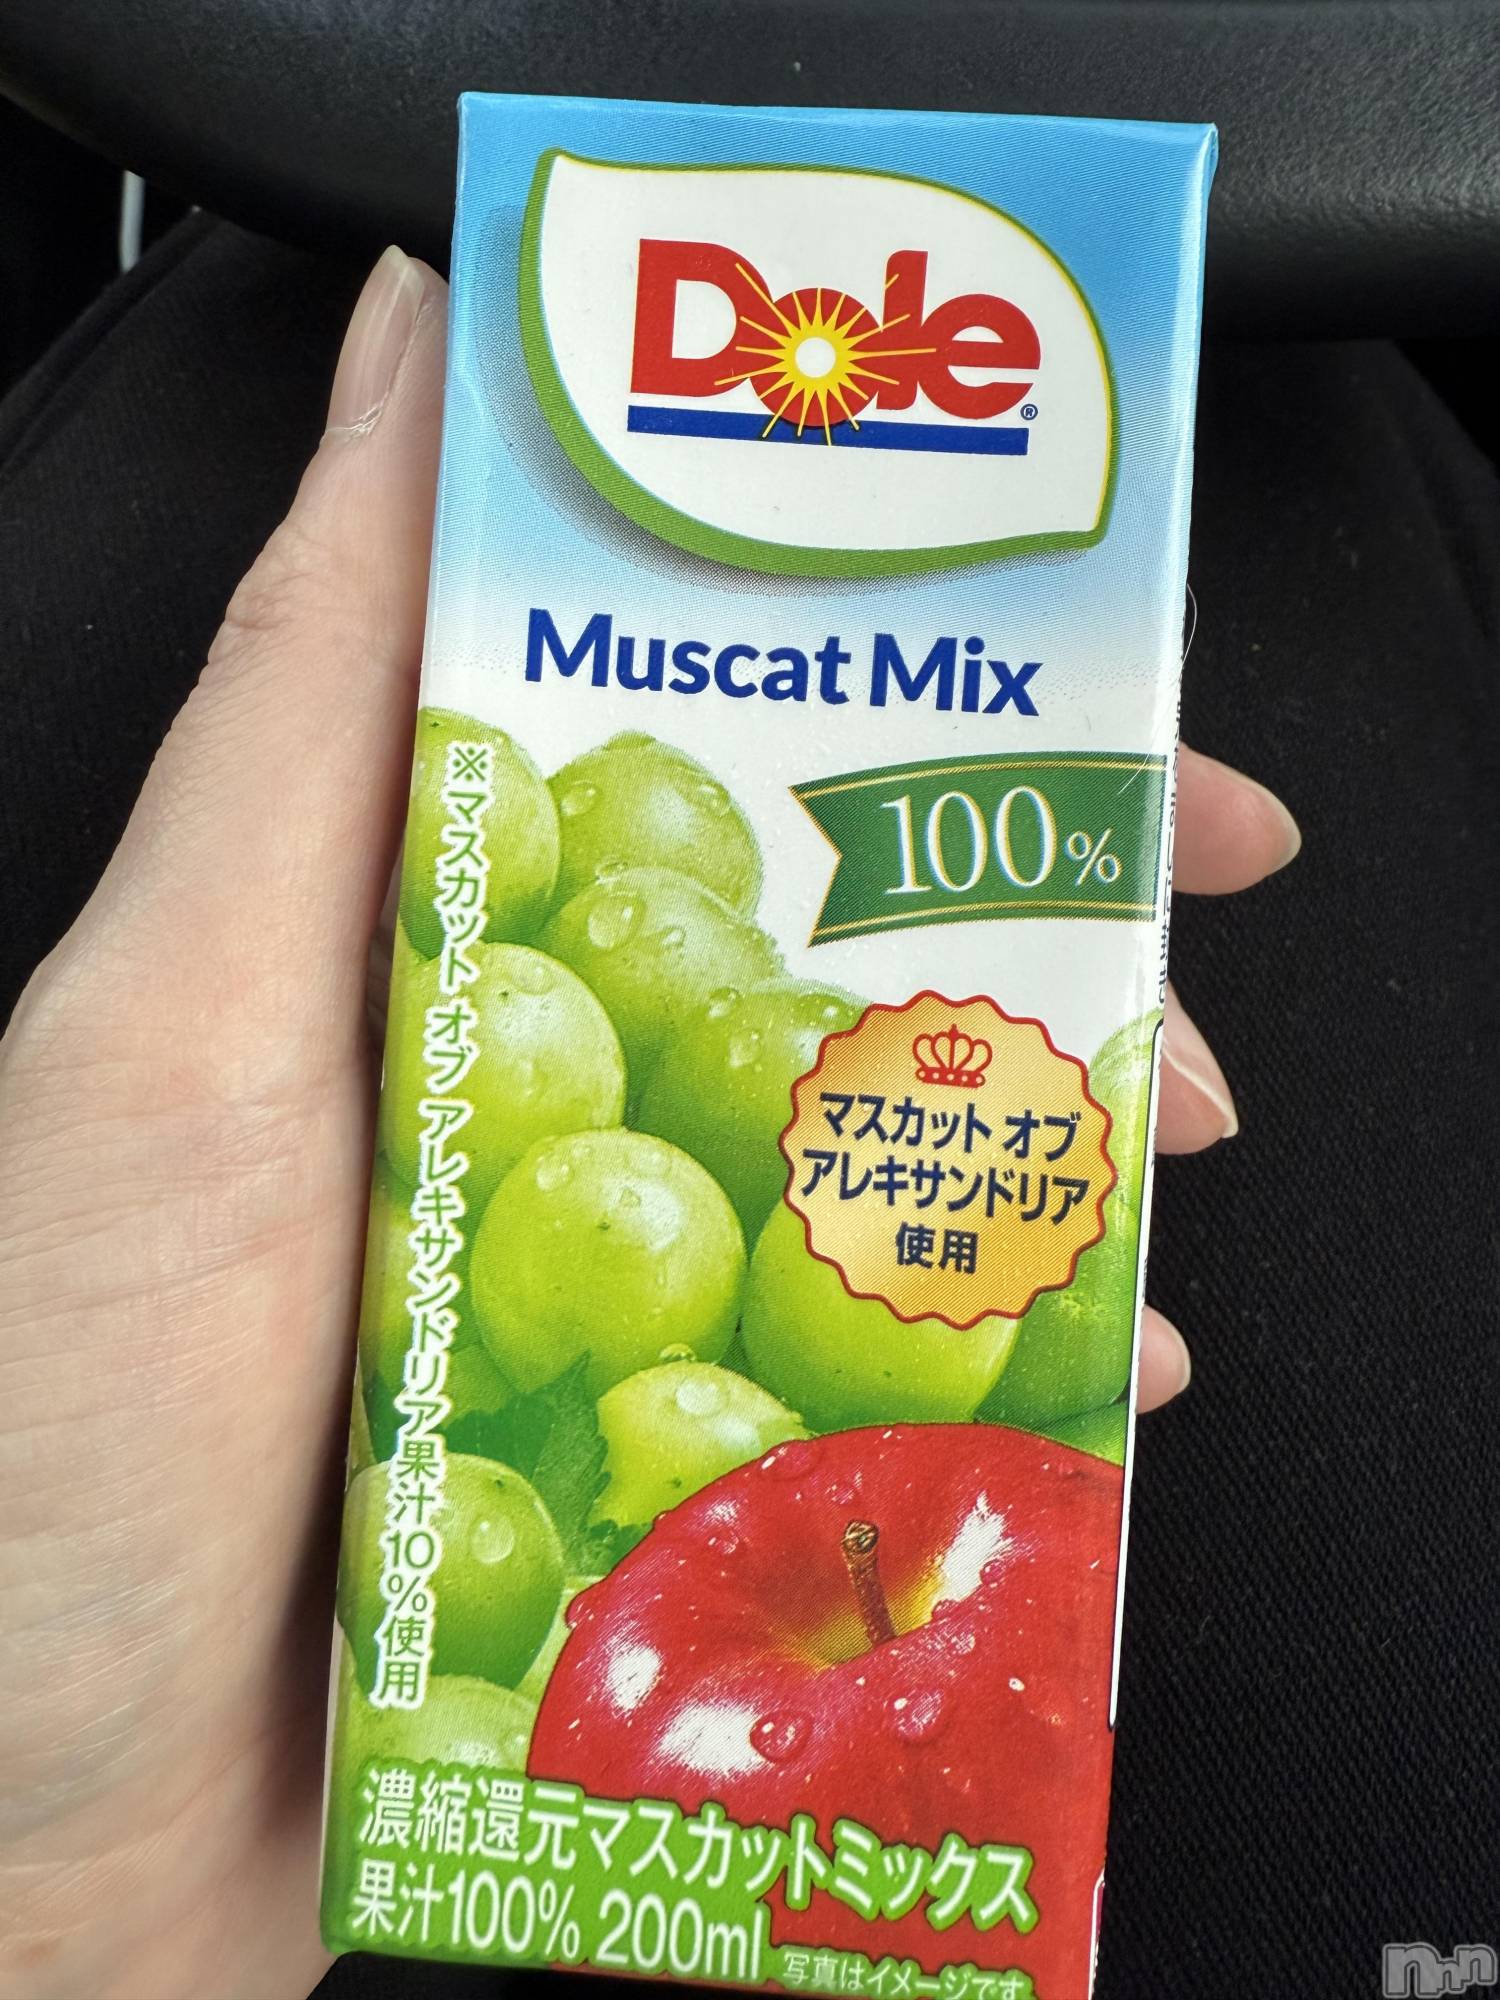 Dole®
Muscat Mix
100%
※マスカット オブ アレキサンドリア果汁10%使用
マスカット オブ
アレキサンドリア
使用
濃縮還元マスカットミックス
果汁100% 200ml
写真はイメージです
nnn